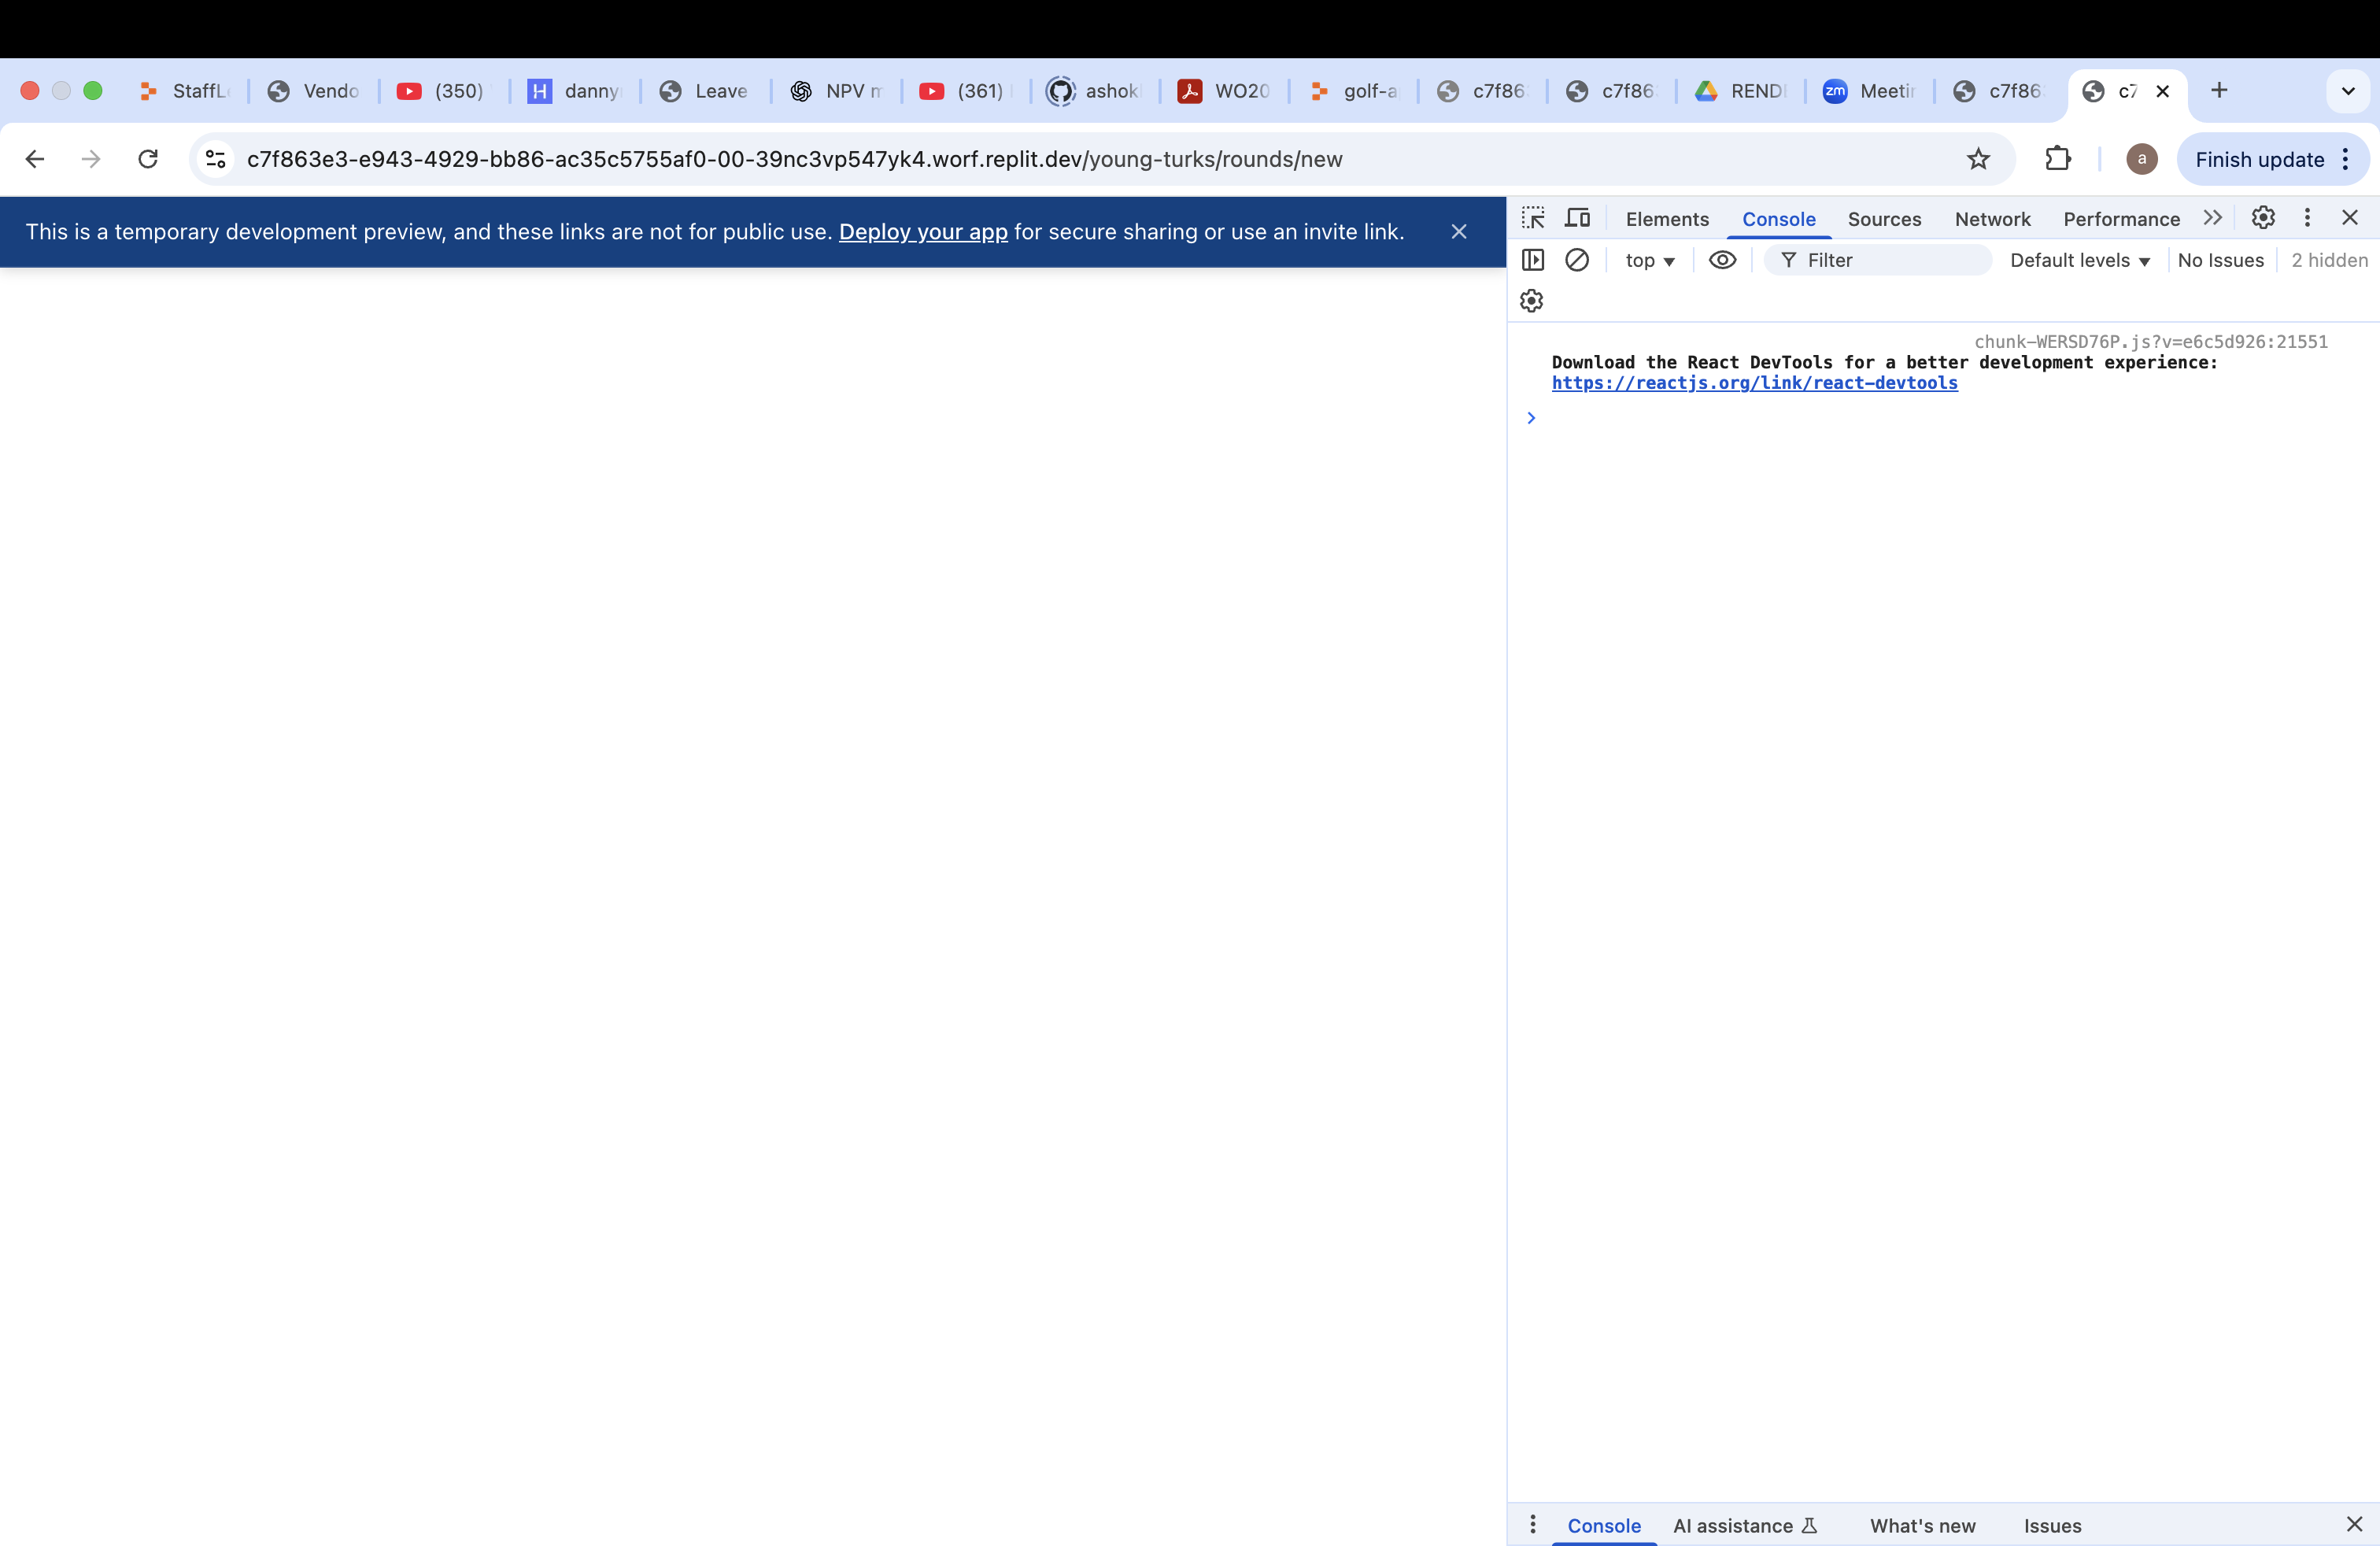 StaffL
Vendo
(350)
danny
Leave
NPV m
(361)
ashok
WO20
golf-a
c7f86
c7f86
RENDI
zm Meetin
c7f86
c7
c7f863e3-e943-4929-bb86-ac35c5755af0-00-39nc3vp547yk4.worf.replit.dev/young-turks/rounds/new
a
Finish update
This is a temporary development preview, and these links are not for public use. Deploy your app for secure sharing or use an invite link.
Elements Console Sources Network Performance
top Filter Default levels No Issues 2 hidden
chunk-WERSD76P.js?v=e6c5d926:21551
Download the React DevTools for a better development experience:
https://reactjs.org/link/react-devtools
Console AI assistance What's new Issues